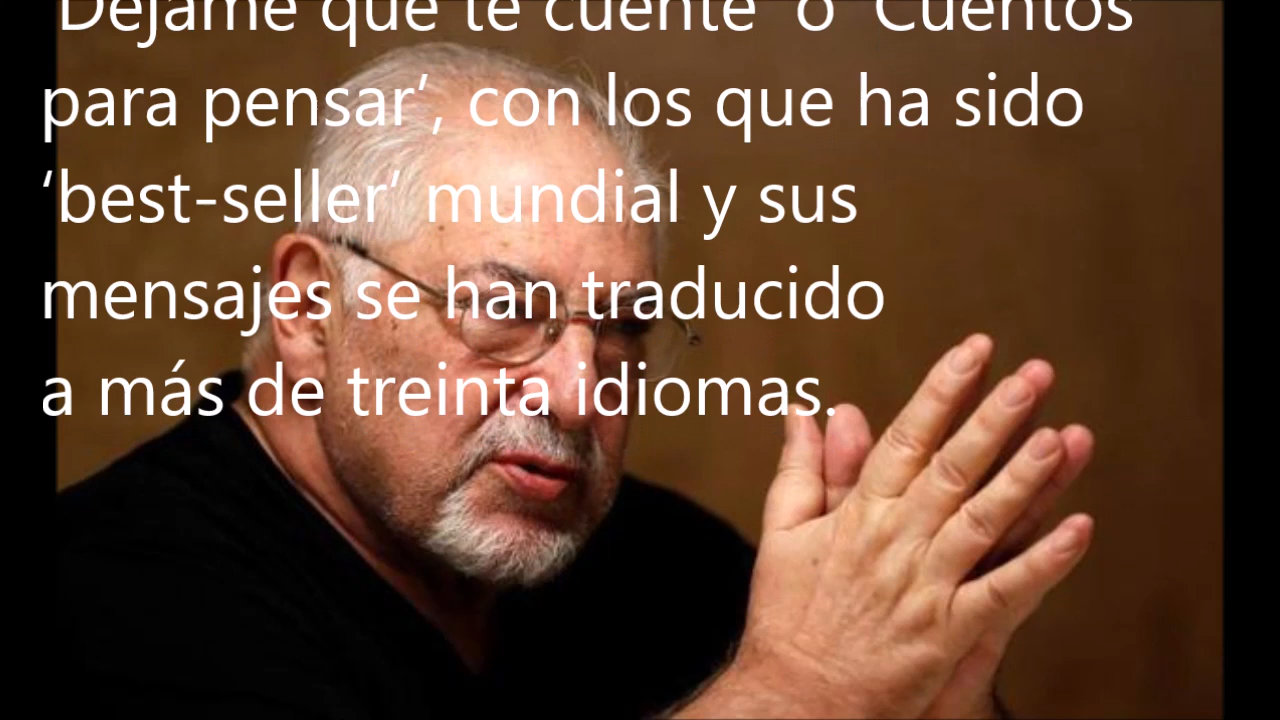 'Déjame que te cuente' o 'Cuentos
para pensar’, con los que ha sido
‘best-seller’ mundial y sus
mensajes se han traducido
a más de treinta idiomas.